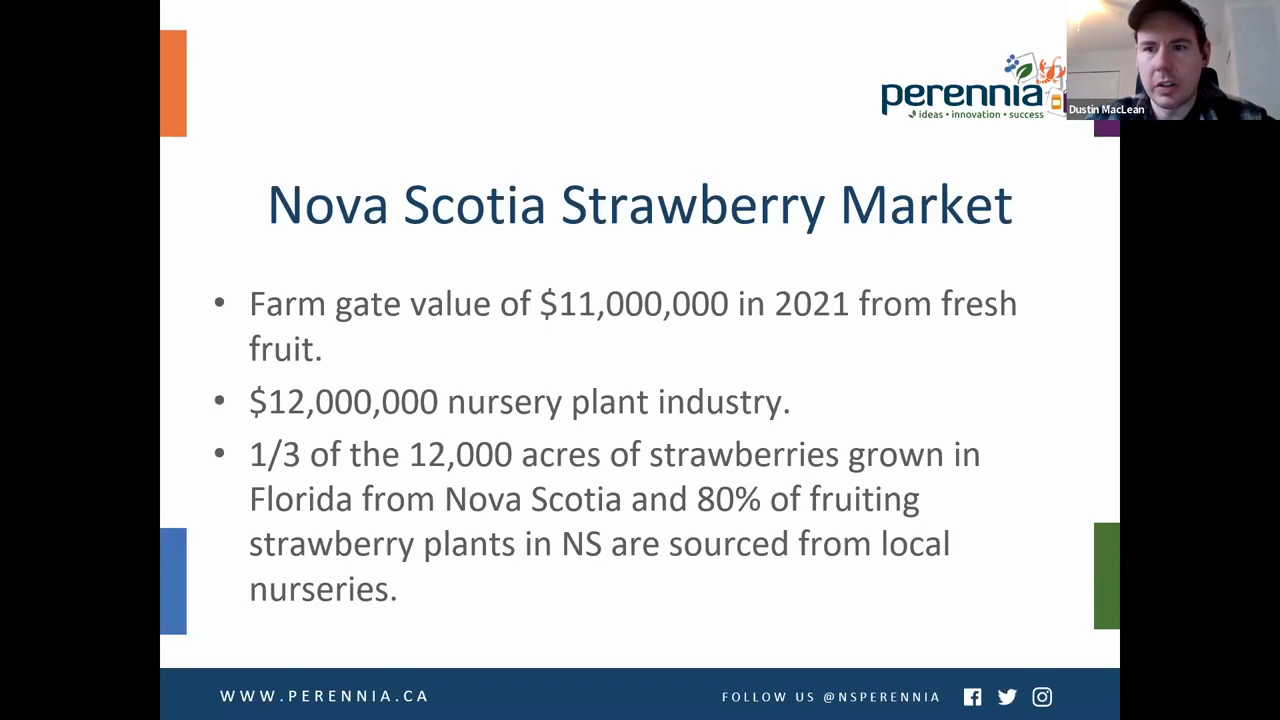 perennia
ideas • innovation • success
Dustin MacLean
Nova Scotia Strawberry Market
• Farm gate value of $11,000,000 in 2021 from fresh
fruit.
• $12,000,000 nursery plant industry.
• 1/3 of the 12,000 acres of strawberries grown in
Florida from Nova Scotia and 80% of fruiting
strawberry plants in NS are sourced from local
nurseries.
WWW.PERENNIA.CA
FOLLOW US @NSPERENNIA